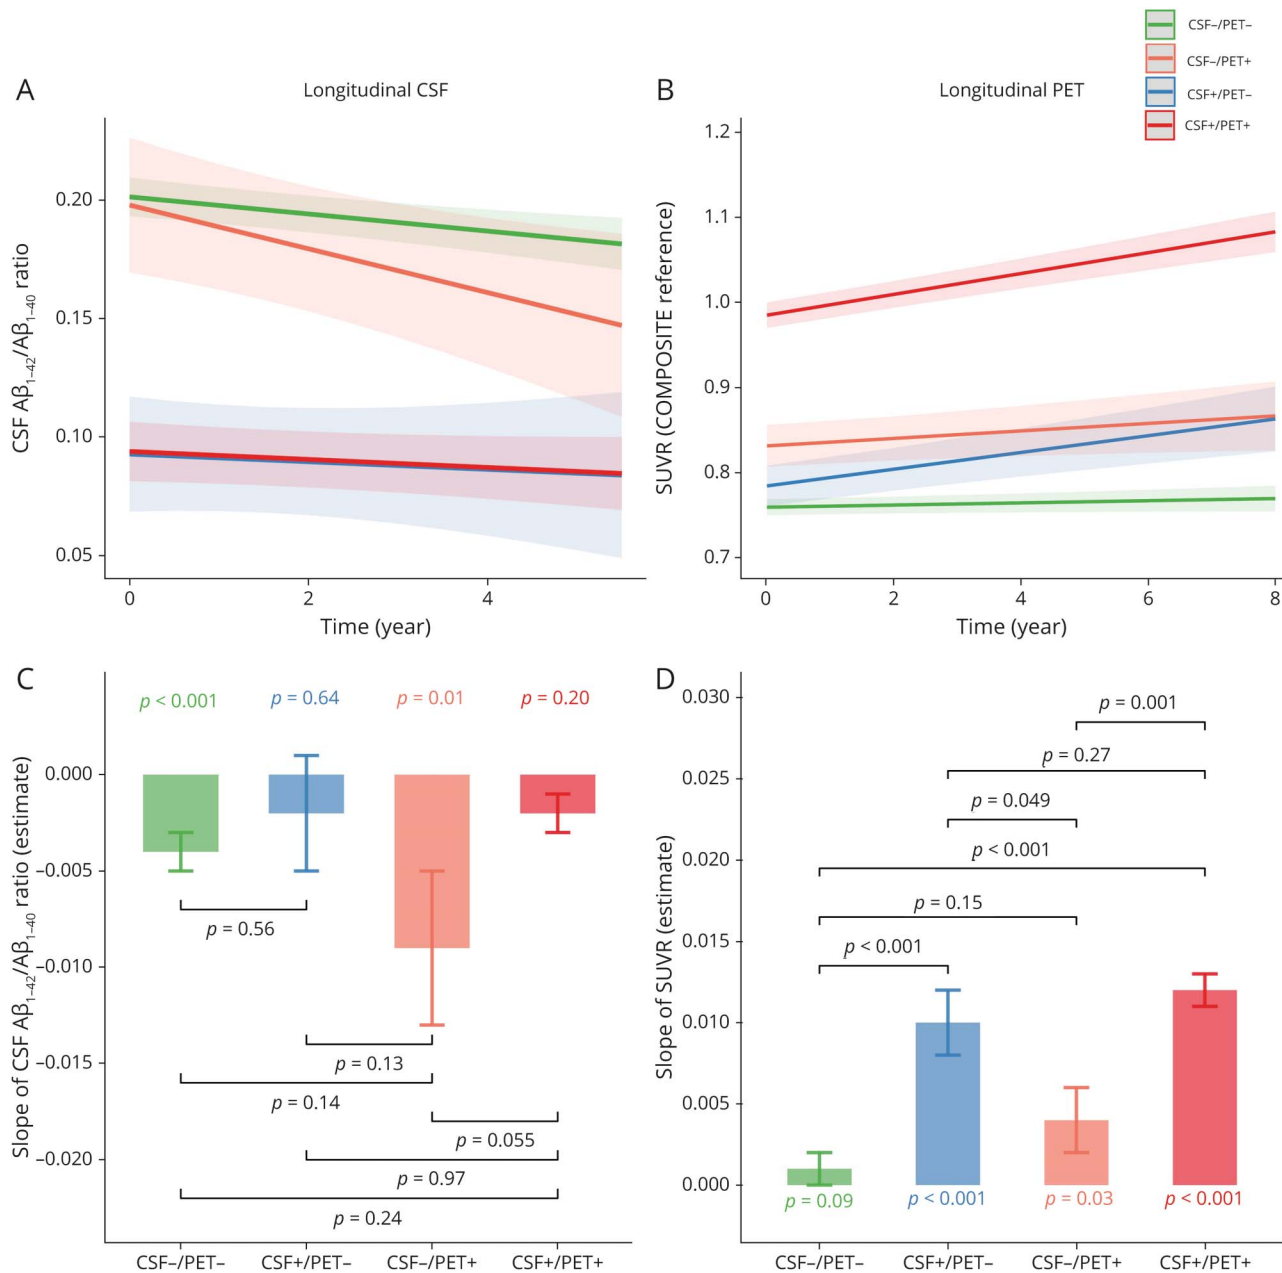 CSF–/PET–
CSF–/PET+
CSF+/PET–
CSF+/PET+
A
Longitudinal CSF
CSF Aβ1–42/Aβ1–40 ratio
0.20
0.15
0.10
0.05
0 2 4
Time (year)
B
Longitudinal PET
SUVR (COMPOSITE reference)
1.2
1.1
1.0
0.9
0.8
0.7
0 2 4 6 8
Time (year)
C
Slope of CSF Aβ1–42/Aβ1–40 ratio (estimate)
p < 0.001 p = 0.64 p = 0.01 p = 0.20
0.000
–0.005
–0.010
–0.015
–0.020
p = 0.56
p = 0.13
p = 0.14
p = 0.055
p = 0.97
p = 0.24
CSF–/PET– CSF+/PET– CSF–/PET+ CSF+/PET+
D
Slope of SUVR (estimate)
0.030
0.025
0.020
0.015
0.010
0.005
0.000
p = 0.001
p = 0.27
p = 0.049
p < 0.001
p = 0.15
p < 0.001
p = 0.09 p < 0.001 p = 0.03 p < 0.001
CSF–/PET– CSF+/PET– CSF–/PET+ CSF+/PET+